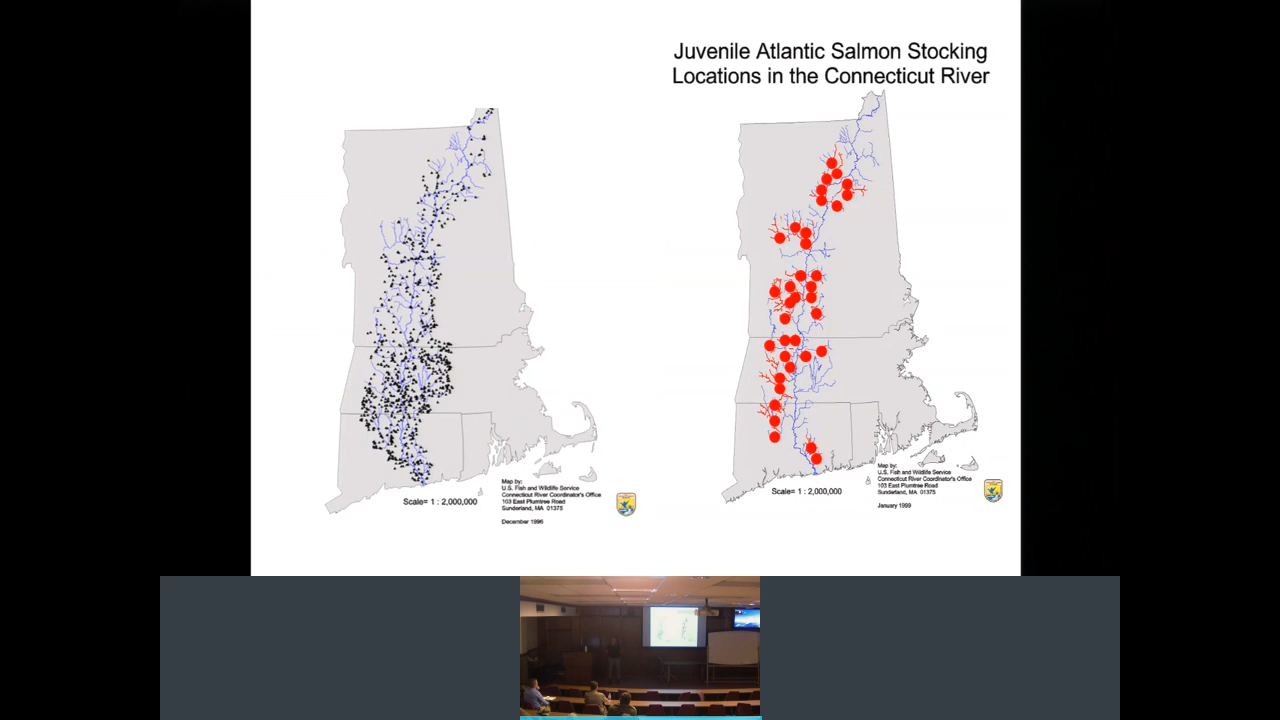 Juvenile Atlantic Salmon Stocking
Locations in the Connecticut River
Scale= 1 : 2,000,000
Map by:
U.S. Fish and Wildlife Service
Connecticut River Coordinator's Office
103 East Plumtree Road
Sunderland, MA 01375
December 1996
Scale= 1 : 2,000,000
Map by:
U.S. Fish and Wildlife Service
Connecticut River Coordinator's Office
103 East Plumtree Road
Sunderland, MA 01375
January 1999